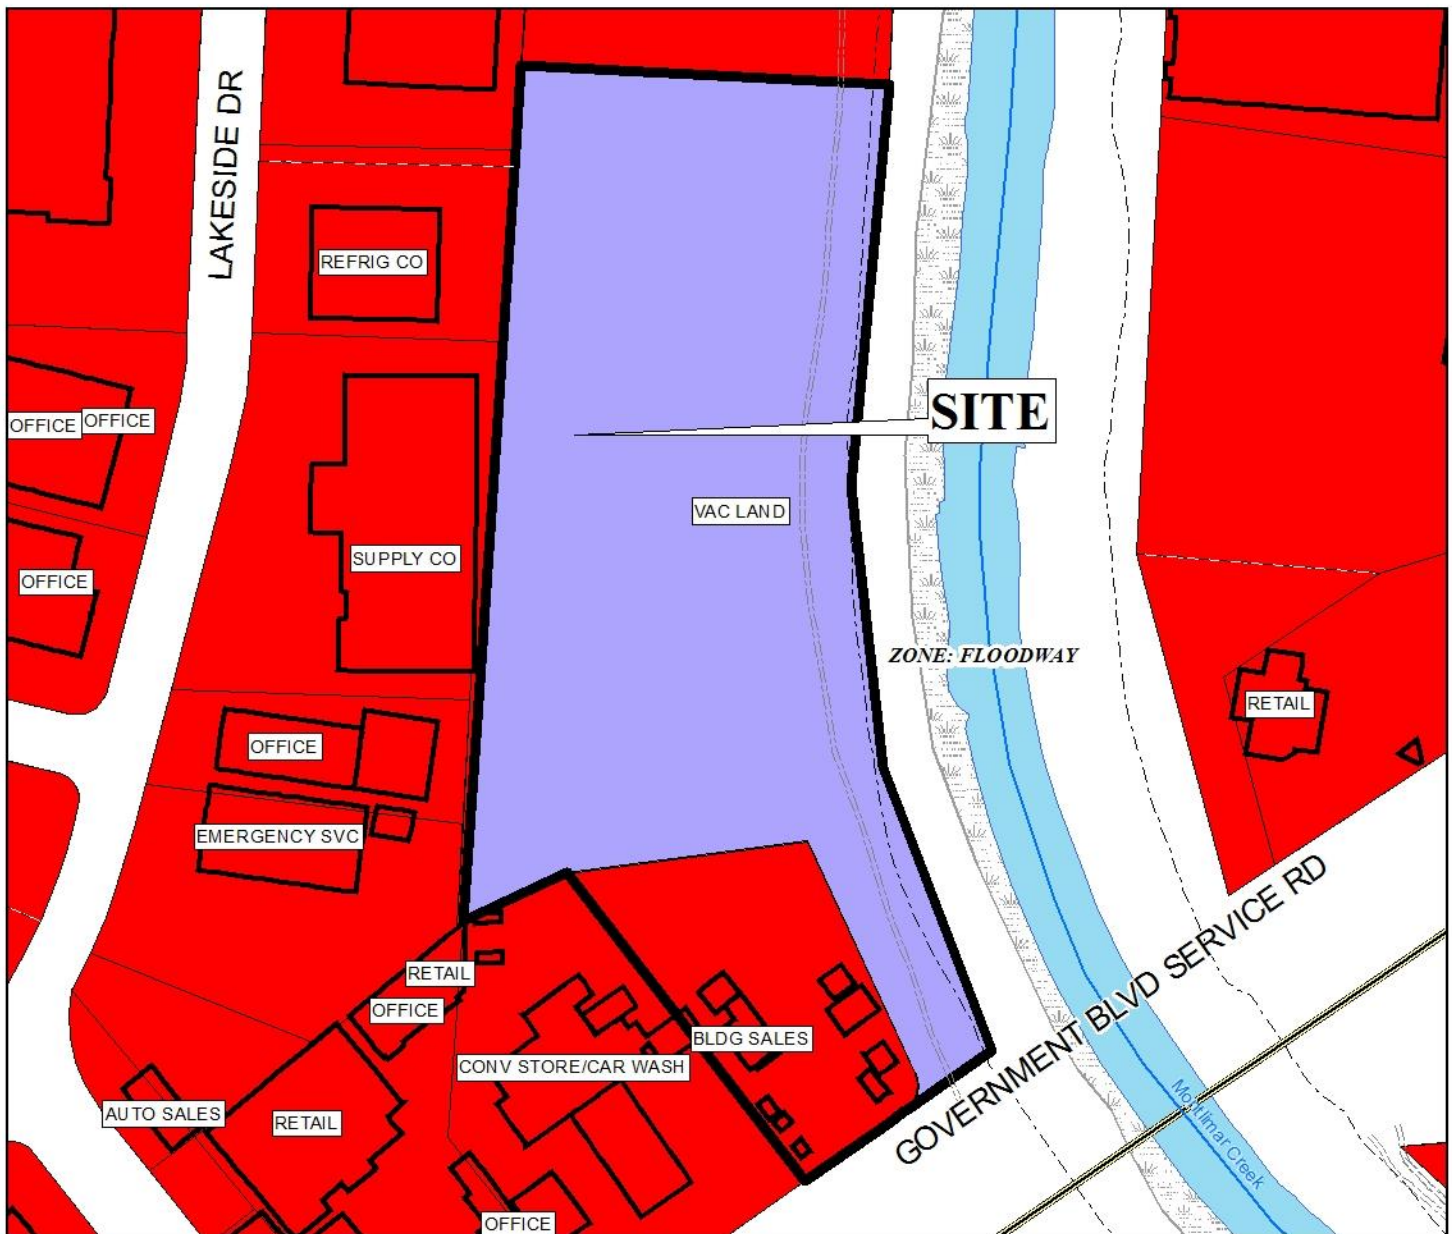 LAKESIDE DR
REFRIG CO
SITE
OFFICE
OFFICE
VAC LAND
SUPPLY CO
OFFICE
ZONE: FLOODWAY
RETAIL
OFFICE
EMERGENCY SVC
RETAIL
OFFICE
GOVERNMENT BLVD SERVICE RD
BLDG SALES
CONV STORE/CAR WASH
AUTO SALES
RETAIL
Montlimar Creek
OFFICE